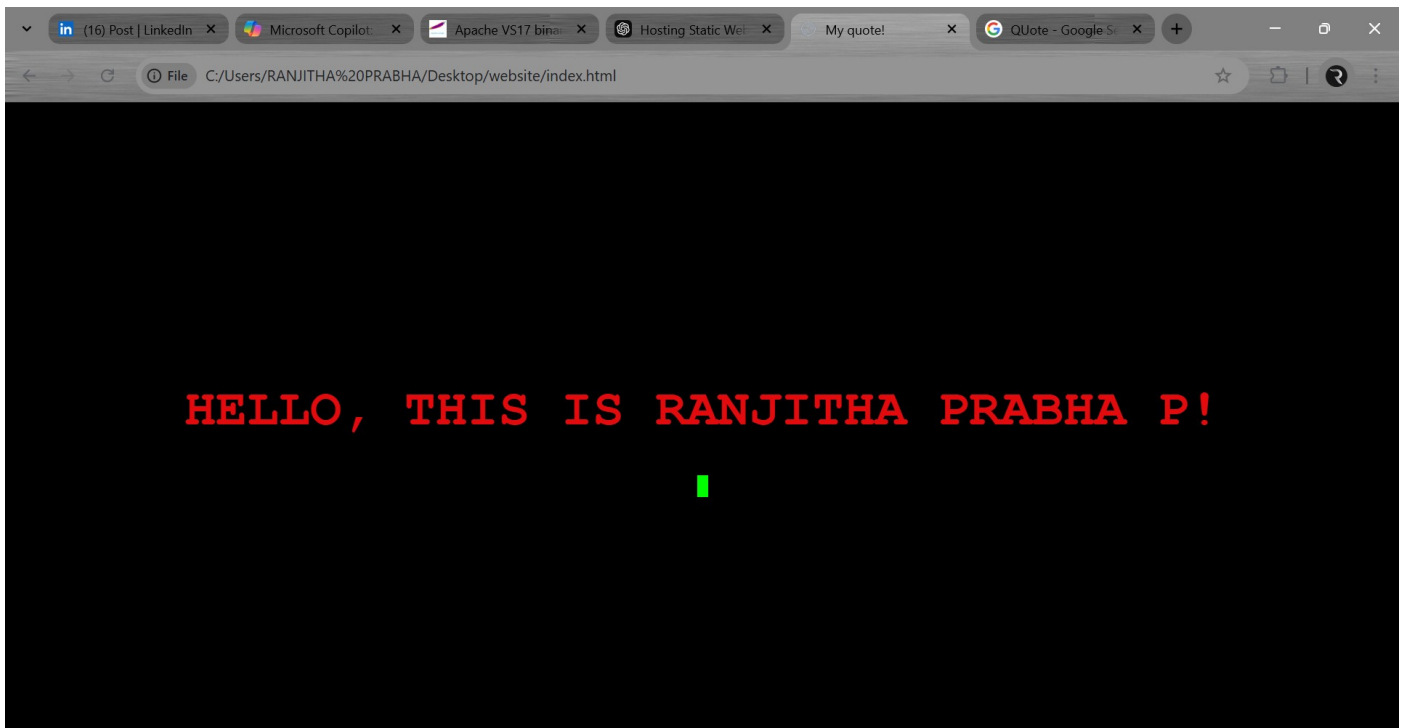 (16) Post | LinkedIn
Microsoft Copilot:
Apache VS17 bina
Hosting Static We
My quote!
QUote - Google Se
File C:/Users/RANJITHA%20PRABHA/Desktop/website/index.html
HELLO, THIS IS RANJITHA PRABHA P!